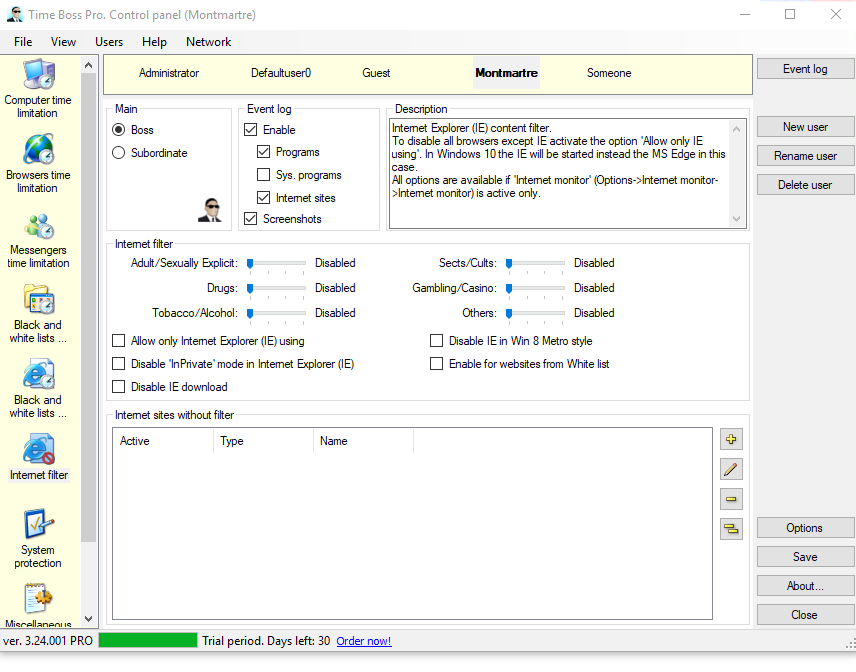 Time Boss Pro. Control panel (Montmartre)
File View Users Help Network
Computer time
limitation
Browsers time
limitation
Messengers
time limitation
Black and
white lists ...
Black and
white lists ...
Internet filter
System
protection
Miscellaneous
Administrator Defaultuser0 Guest Montmartre Someone
Main
Boss
Subordinate
Event log
Enable
Programs
Sys. programs
Internet sites
Screenshots
Description
Internet Explorer (IE) content filter.
To disable all browsers except IE activate the option 'Allow only IE
using'. In Windows 10 the IE will be started instead the MS Edge in this
case.
All options are available if 'Internet monitor' (Options->Internet monitor-
>Internet monitor) is active only.
Internet filter
Adult/Sexually Explicit: Disabled Sects/Cults: Disabled
Drugs: Disabled Gambling/Casino: Disabled
Tobacco/Alcohol: Disabled Others: Disabled
Allow only Internet Explorer (IE) using Disable IE in Win 8 Metro style
Disable 'InPrivate' mode in Internet Explorer (IE) Enable for websites from White list
Disable IE download
Internet sites without filter
Active Type Name
Event log
New user
Rename user
Delete user
Options
Save
About...
Close
ver. 3.24.001 PRO Trial period. Days left: 30 Order now!